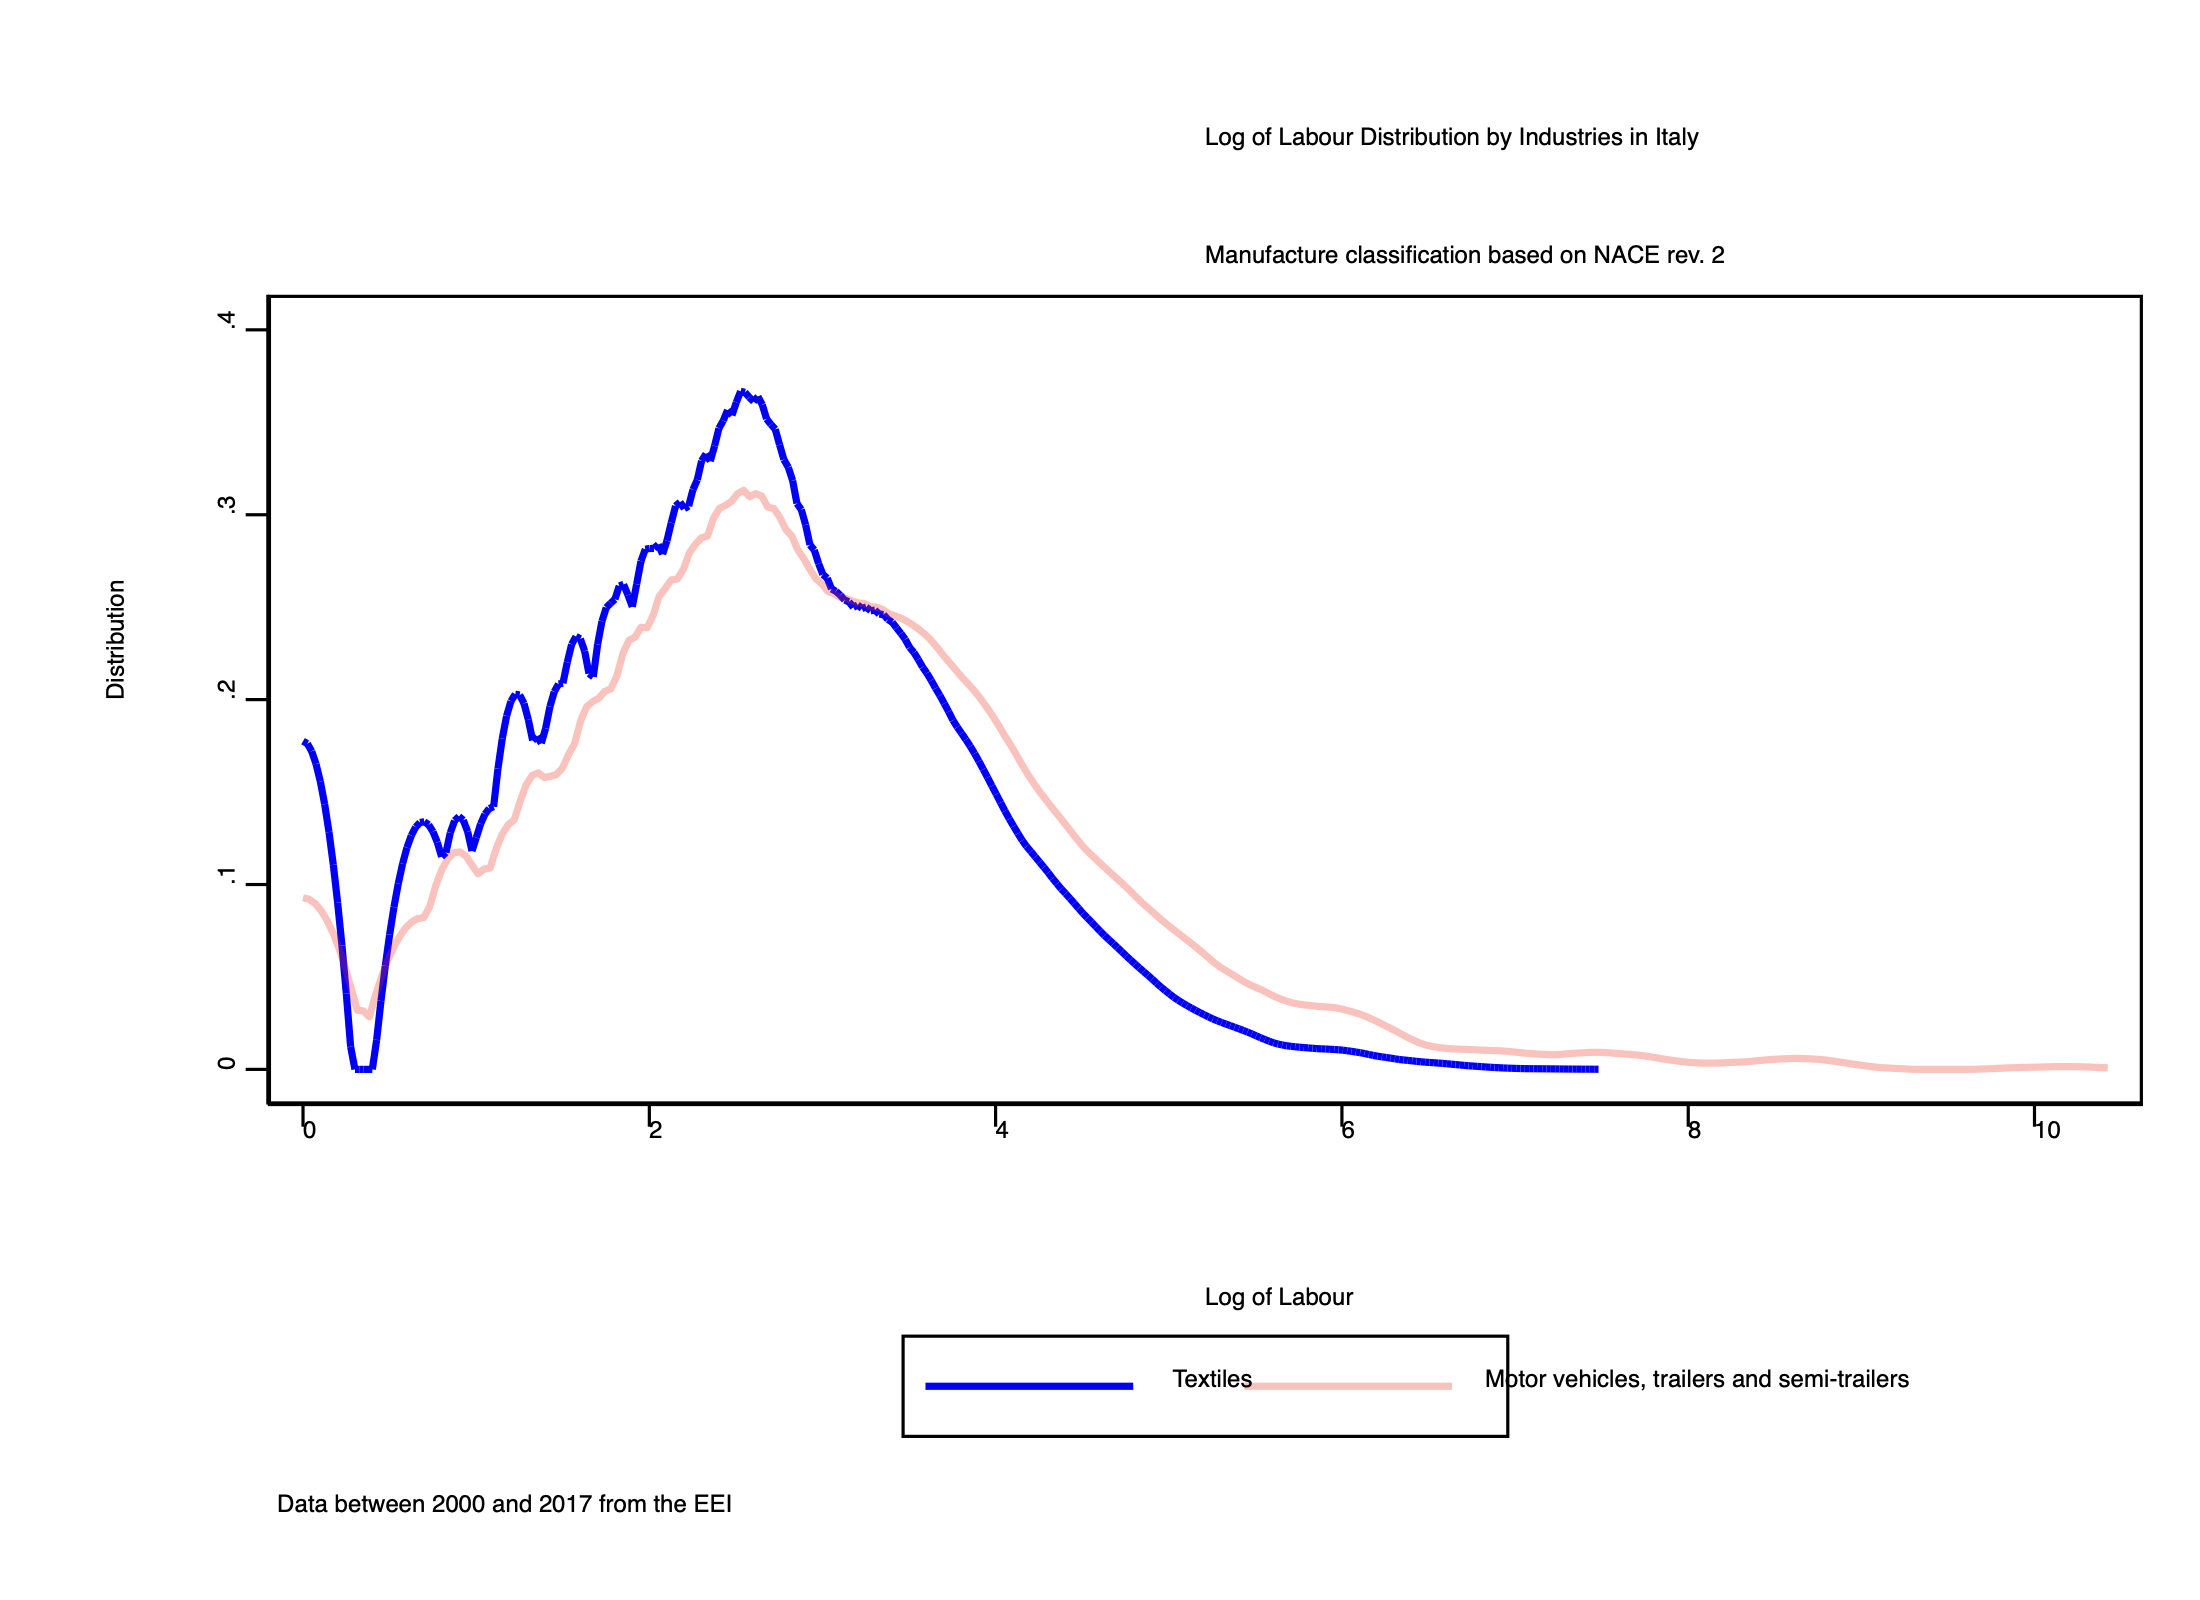 Log of Labour Distribution by Industries in Italy
Manufacture classification based on NACE rev. 2
Distribution
.4
.3
.2
.1
0
0 2 4 6 8 10
Log of Labour
Textiles Motor vehicles, trailers and semi-trailers
Data between 2000 and 2017 from the EEI